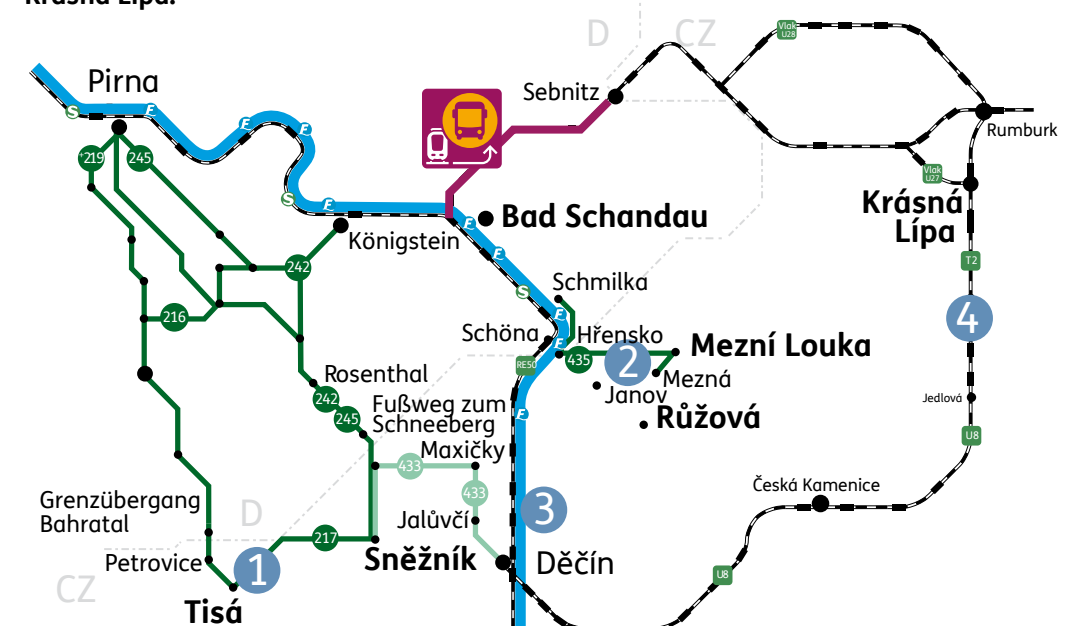 Krásná Lípa.
D
CZ
Vlak
U28
Pirna
Sebnitz
S
F
F
F
Rumburk
*219
245
Vlak
U27
Krásná
Lípa
S
F
Bad Schandau
F
Königstein
242
F
T2
Schmilka
S
216
F
4
Schöna
Hřensko
F
435
2
Mezní Louka
RE50
Rosenthal
Mezná
Janov
242
Fußweg zum
Schneeberg
Jedlová
F
Růžová
245
U8
Maxičky
433
Česká Kamenice
433
Grenzübergang
Bahratal
D
Jalůvčí
3
217
Sněžník
Děčín
Petrovice
1
U8
CZ
Tisá